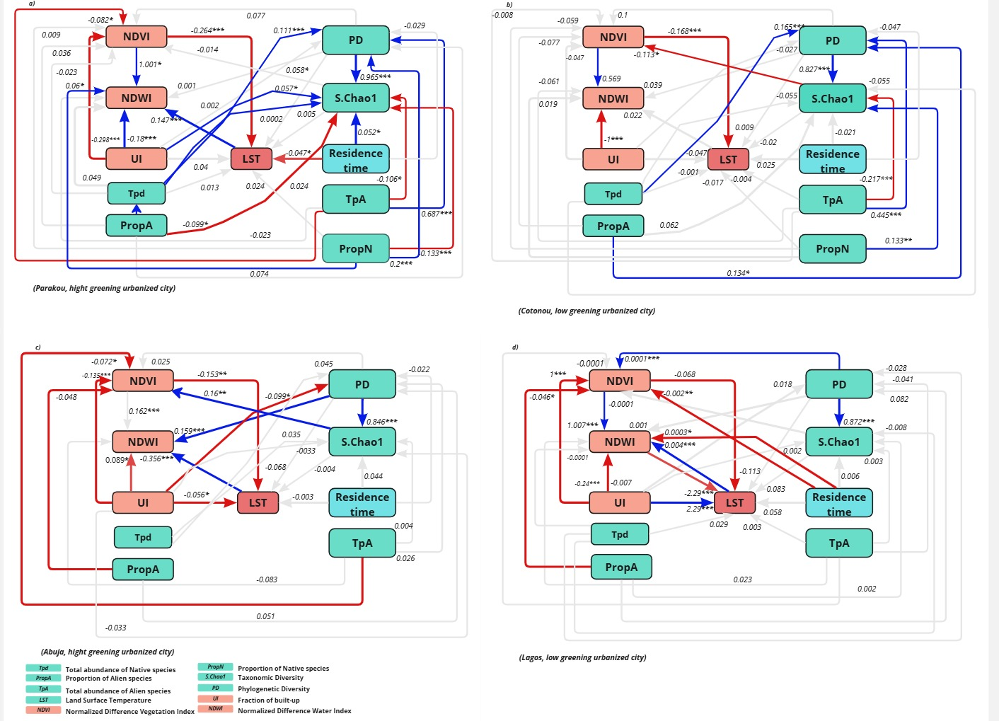 a)
-0.082*
0.077
NDVI
-0.264***
0.111***
PD
-0.029
0.009
0.036
-0.014
1.001*
-0.023
0.058*
0.965***
0.06*
NDWI
0.001
0.057*
S.Chao1
0.002
0.147***
0.0002
0.005
-0.298***
-0.18***
0.052*
UI
LST
-0.047*
Residence
time
0.04
0.049
Tpd
0.013
0.024
0.024
-0.106*
TpA
0.687***
PropA
-0.099*
-0.023
PropN
-0.133***
0.2***
0.074
(Parakou, hight greening urbanized city)
b)
-0.008
-0.059
0.1
NDVI
-0.168***
0.165***
PD
-0.047
-0.077
-0.047
-0.113*
-0.027
0.827***
-0.061
0.569
0.039
-0.055
-0.055
NDWI
S.Chao1
0.019
0.022
-1***
0.009
-0.02
-0.021
UI
-0.047
LST
0.025
Residence
time
-0.001
-0.017
-0.004
-0.217***
Tpd
TpA
0.445***
PropA
0.062
PropN
0.133**
0.134*
(Cotonou, low greening urbanized city)
c)
-0.072*
0.025
0.045
-0.022
-0.135***
NDVI
-0.153**
PD
-0.048
0.16**
-0.099*
0.162***
0.846***
0.159***
0.035
NDWI
S.Chao1
0.089*
-0.356***
-0033
-0.068
-0.004
0.044
UI
-0.056*
LST
-0.003
Residence
time
Tpd
0.004
TpA
0.026
PropA
-0.083
0.051
-0.033
(Abuja, hight greening urbanized city)
d)
-0.0001
0.0001***
-0.028
1***
NDVI
-0.068
PD
-0.041
-0.046*
-0.002**
0.018
0.082
-0.0001
1.007***
0.001
0.872***
-0.008
0.0003*
NDWI
0.004***
0.002
S.Chao1
-0.0001
0.003
-0.113
0.006
-0.24***
-0.007
-2.29***
0.083
UI
2.29***
LST
0.058
Residence
time
0.029
0.003
Tpd
TpA
PropA
0.023
0.002
(Lagos, low greening urbanized city)
Tpd Total abundance of Native species
PropA Proportion of Alien species
TpA Total abundance of Alien species
LST Land Surface Temperature
NDVI Normalized Difference Vegetation Index
PropN Proportion of Native species
S.Chao1 Taxonomic Diversity
PD Phylogenetic Diversity
UI Fraction of built-up
NDWI Normalized Difference Water Index